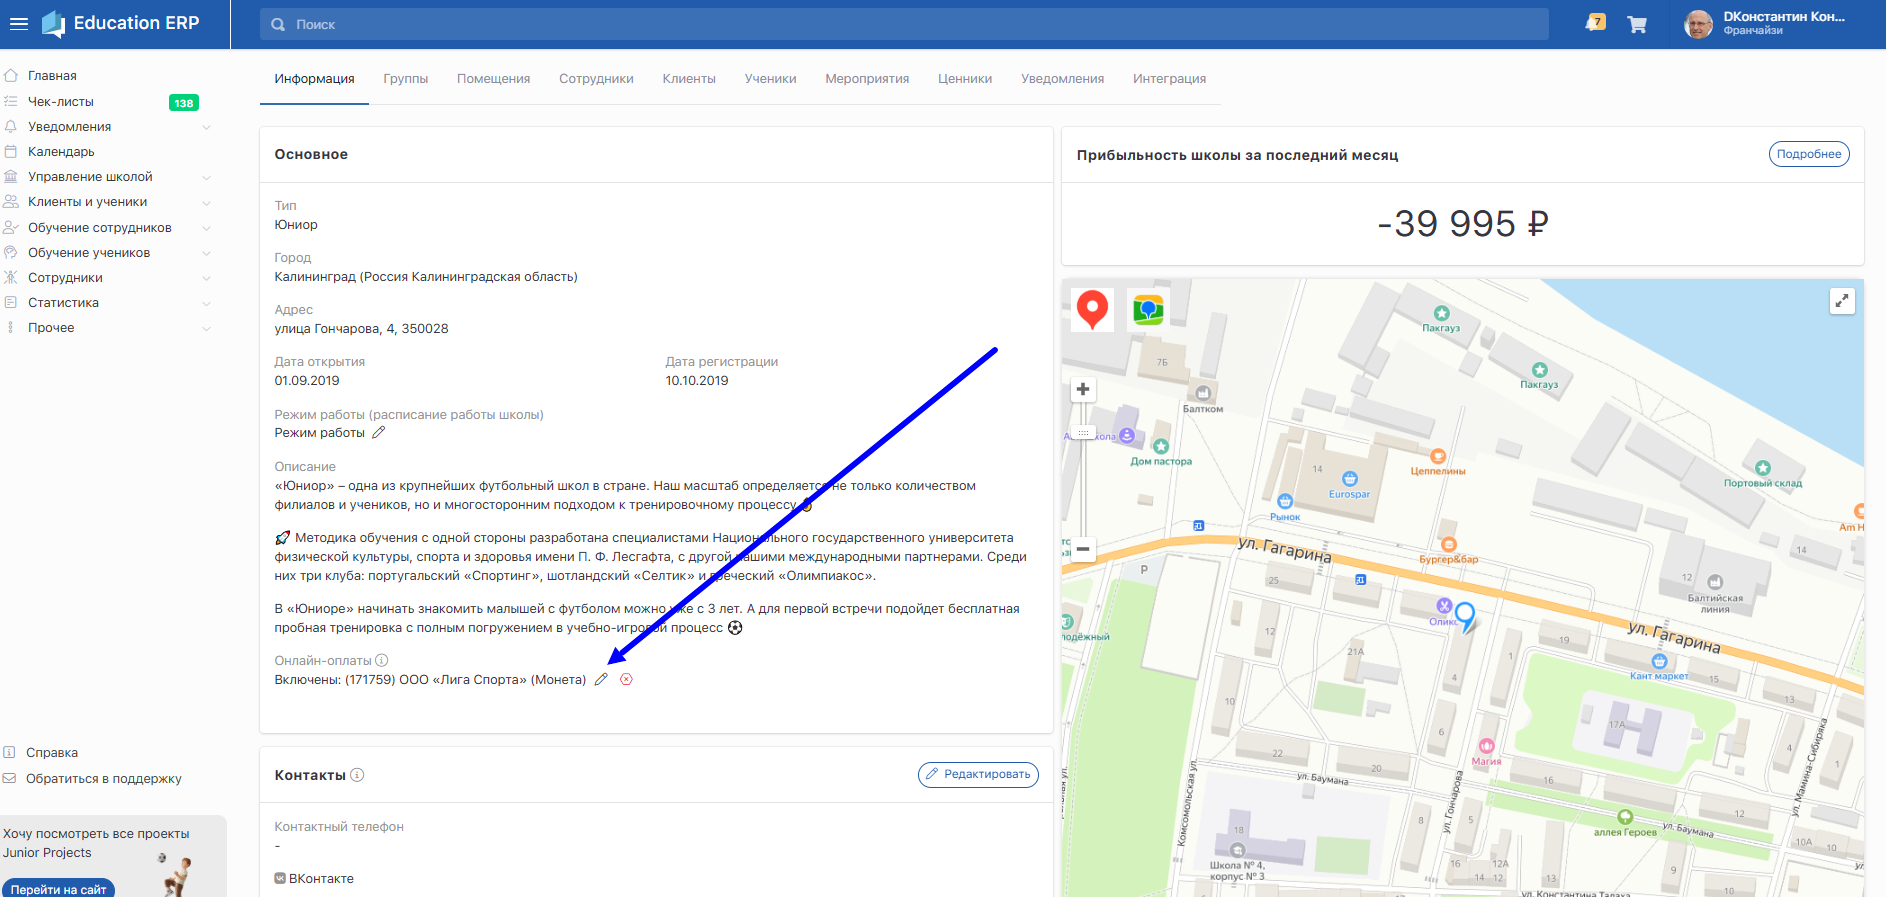 Education ERP
Поиск
7
DКонстантин Кон...
Франчайзи
Главная
Чек-листы
138
Уведомления
Календарь
Управление школой
Клиенты и ученики
Обучение сотрудников
Обучение учеников
Сотрудники
Статистика
Прочее
Справка
Обратиться в поддержку
Хочу посмотреть все проекты
Junior Projects
Перейти на сайт
Информация
Группы
Помещения
Сотрудники
Клиенты
Ученики
Мероприятия
Ценники
Уведомления
Интеграция
Основное
Тип
Юниор
Город
Калининград (Россия Калининградская область)
Адрес
улица Гончарова, 4, 350028
Дата открытия
01.09.2019
Дата регистрации
10.10.2019
Режим работы (расписание работы школы)
Режим работы
Описание
«Юниор» – одна из крупнейших футбольный школ в стране. Наш масштаб определяется не только количеством
филиалов и учеников, но и многосторонним подходом к тренировочному процессу
Методика обучения с одной стороны разработана специалистами Национального государственного университета
физической культуры, спорта и здоровья имени П. Ф. Лесгафта, с другой нашими международными партнерами. Среди
них три клуба: португальский «Спортинг», шотландский «Селтик» и греческий «Олимпиакос».
В «Юниоре» начинать знакомить малышей с футболом можно уже с 3 лет. А для первой встречи подойдет бесплатная
пробная тренировка с полным погружением в учебно-игровой процесс
Онлайн-оплаты
Включены: (171759) ООО «Лига Спорта» (Монета)
Контакты
Редактировать
Контактный телефон
-
ВКонтакте
Прибыльность школы за последний месяц
Подробнее
-39 995 ₽
Пакгауз
7Б
Пакгауз
Балтком
Дом пастора
14
Eurospar
Цеппелины
Портовый склад
Рынок
Am H
ул. Гагарина
Бургер&бар
P
25
12
Балтийская
линия
12
21А
4
19
1
ул. Гагарина
Кант маркет
15
13
17А
10
6
4
3
1
22
20
Магия
ул. Баумана
16
14
Комсомольская ул.
ул. Гончарова
ул. Мамина-Сибиряка
5
аллея Героев
ул. Баумана
10А
10
18
Школа № 4,
корпус № 3
7
8
16
14
12
9
ул. Константина Талаха